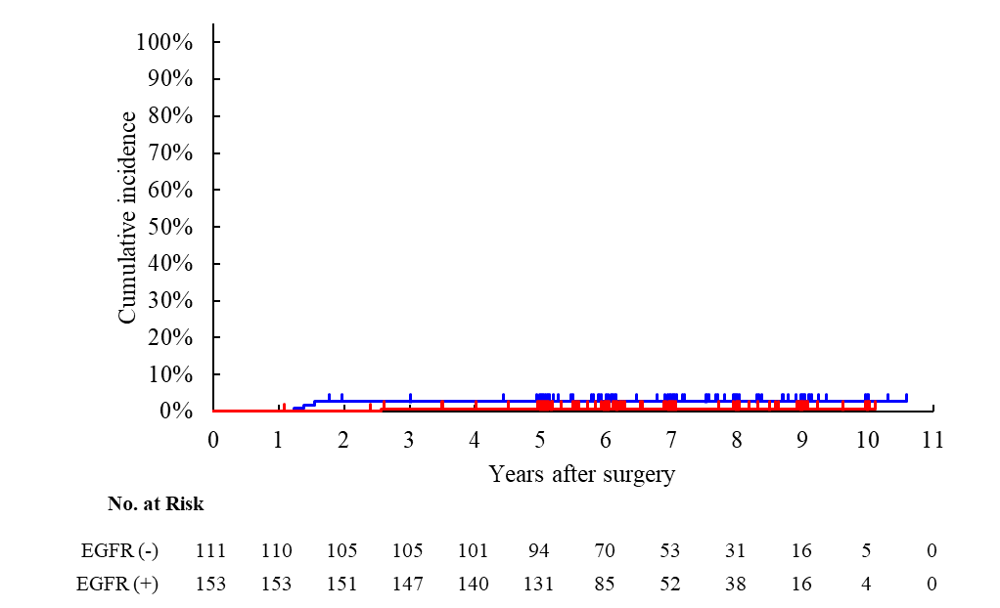 100%
90%
80%
70%
60%
50%
40%
30%
20%
10%
0%
Cumulative incidence
0 1 2 3 4 5 6 7 8 9 10 11
Years after surgery
No. at Risk
EGFR (-) 111 110 105 105 101 94 70 53 31 16 5 0
EGFR (+) 153 153 151 147 140 131 85 52 38 16 4 0